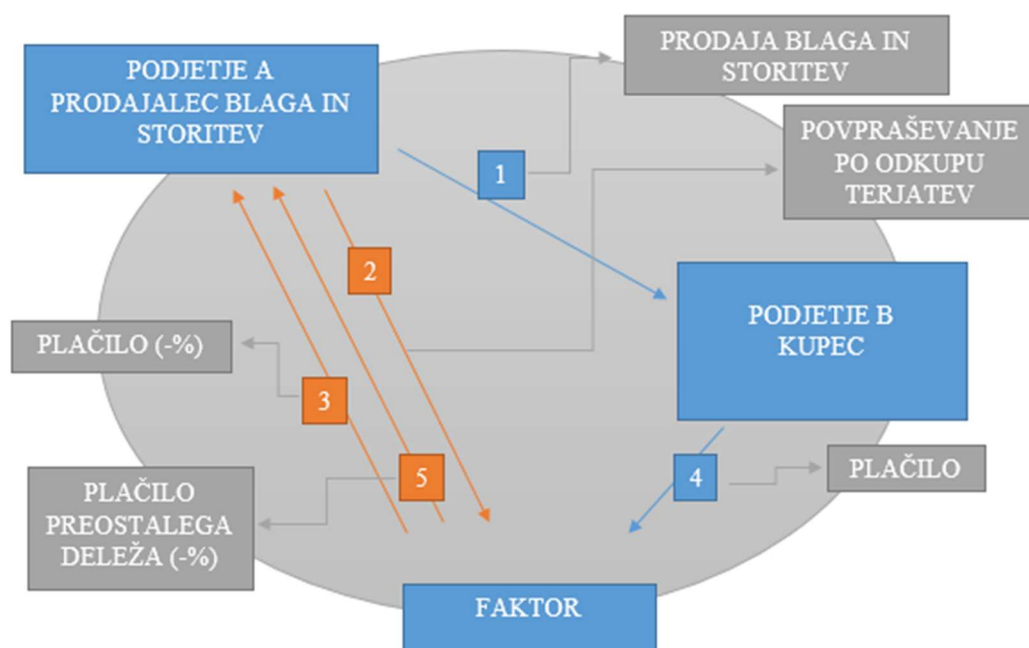 PODJETJE A
PRODAJALEC BLAGA IN
STORITEV
PRODAJA BLAGA IN
STORITEV
POVPRAŠEVANJE
PO ODKUPU
TERJATEV
1
2
PODJETJE B
KUPEC
PLAČILO (-%)
3
5
4
PLAČILO
PLAČILO
PREOSTALEGA
DELEŽA (-%)
FAKTOR